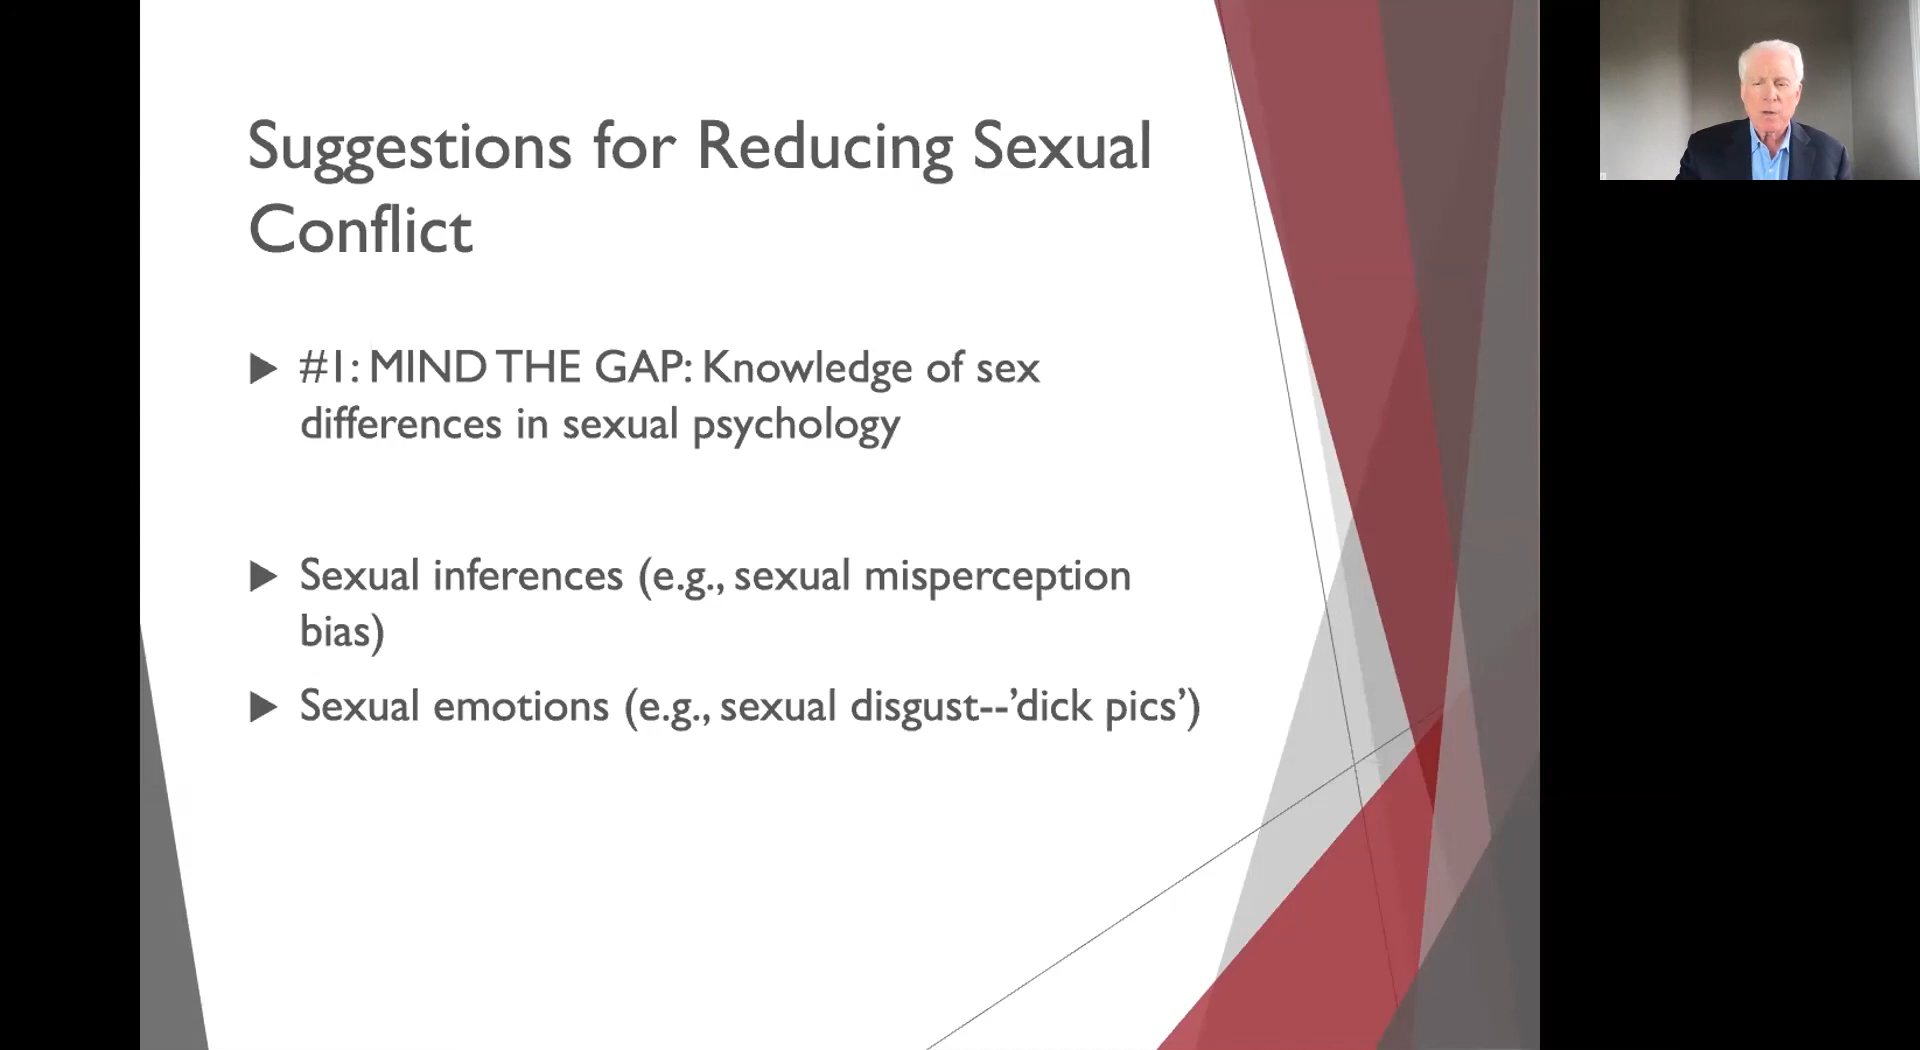 Suggestions for Reducing Sexual
Conflict
#1: MIND THE GAP: Knowledge of sex
differences in sexual psychology
Sexual inferences (e.g., sexual misperception
bias)
Sexual emotions (e.g., sexual disgust--’dick pics’)